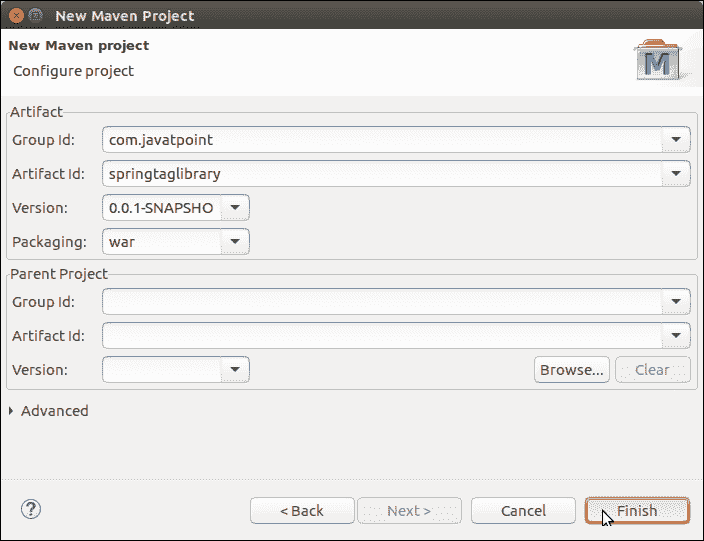 New Maven Project
New Maven project
Configure project
M
Artifact
Group Id: com.javatpoint
Artifact Id: springtaglibrary
Version: 0.0.1-SNAPSHO
Packaging: war
Parent Project
Group Id:
Artifact Id:
Version: Browse... Clear
Advanced
? < Back Next > Cancel Finish